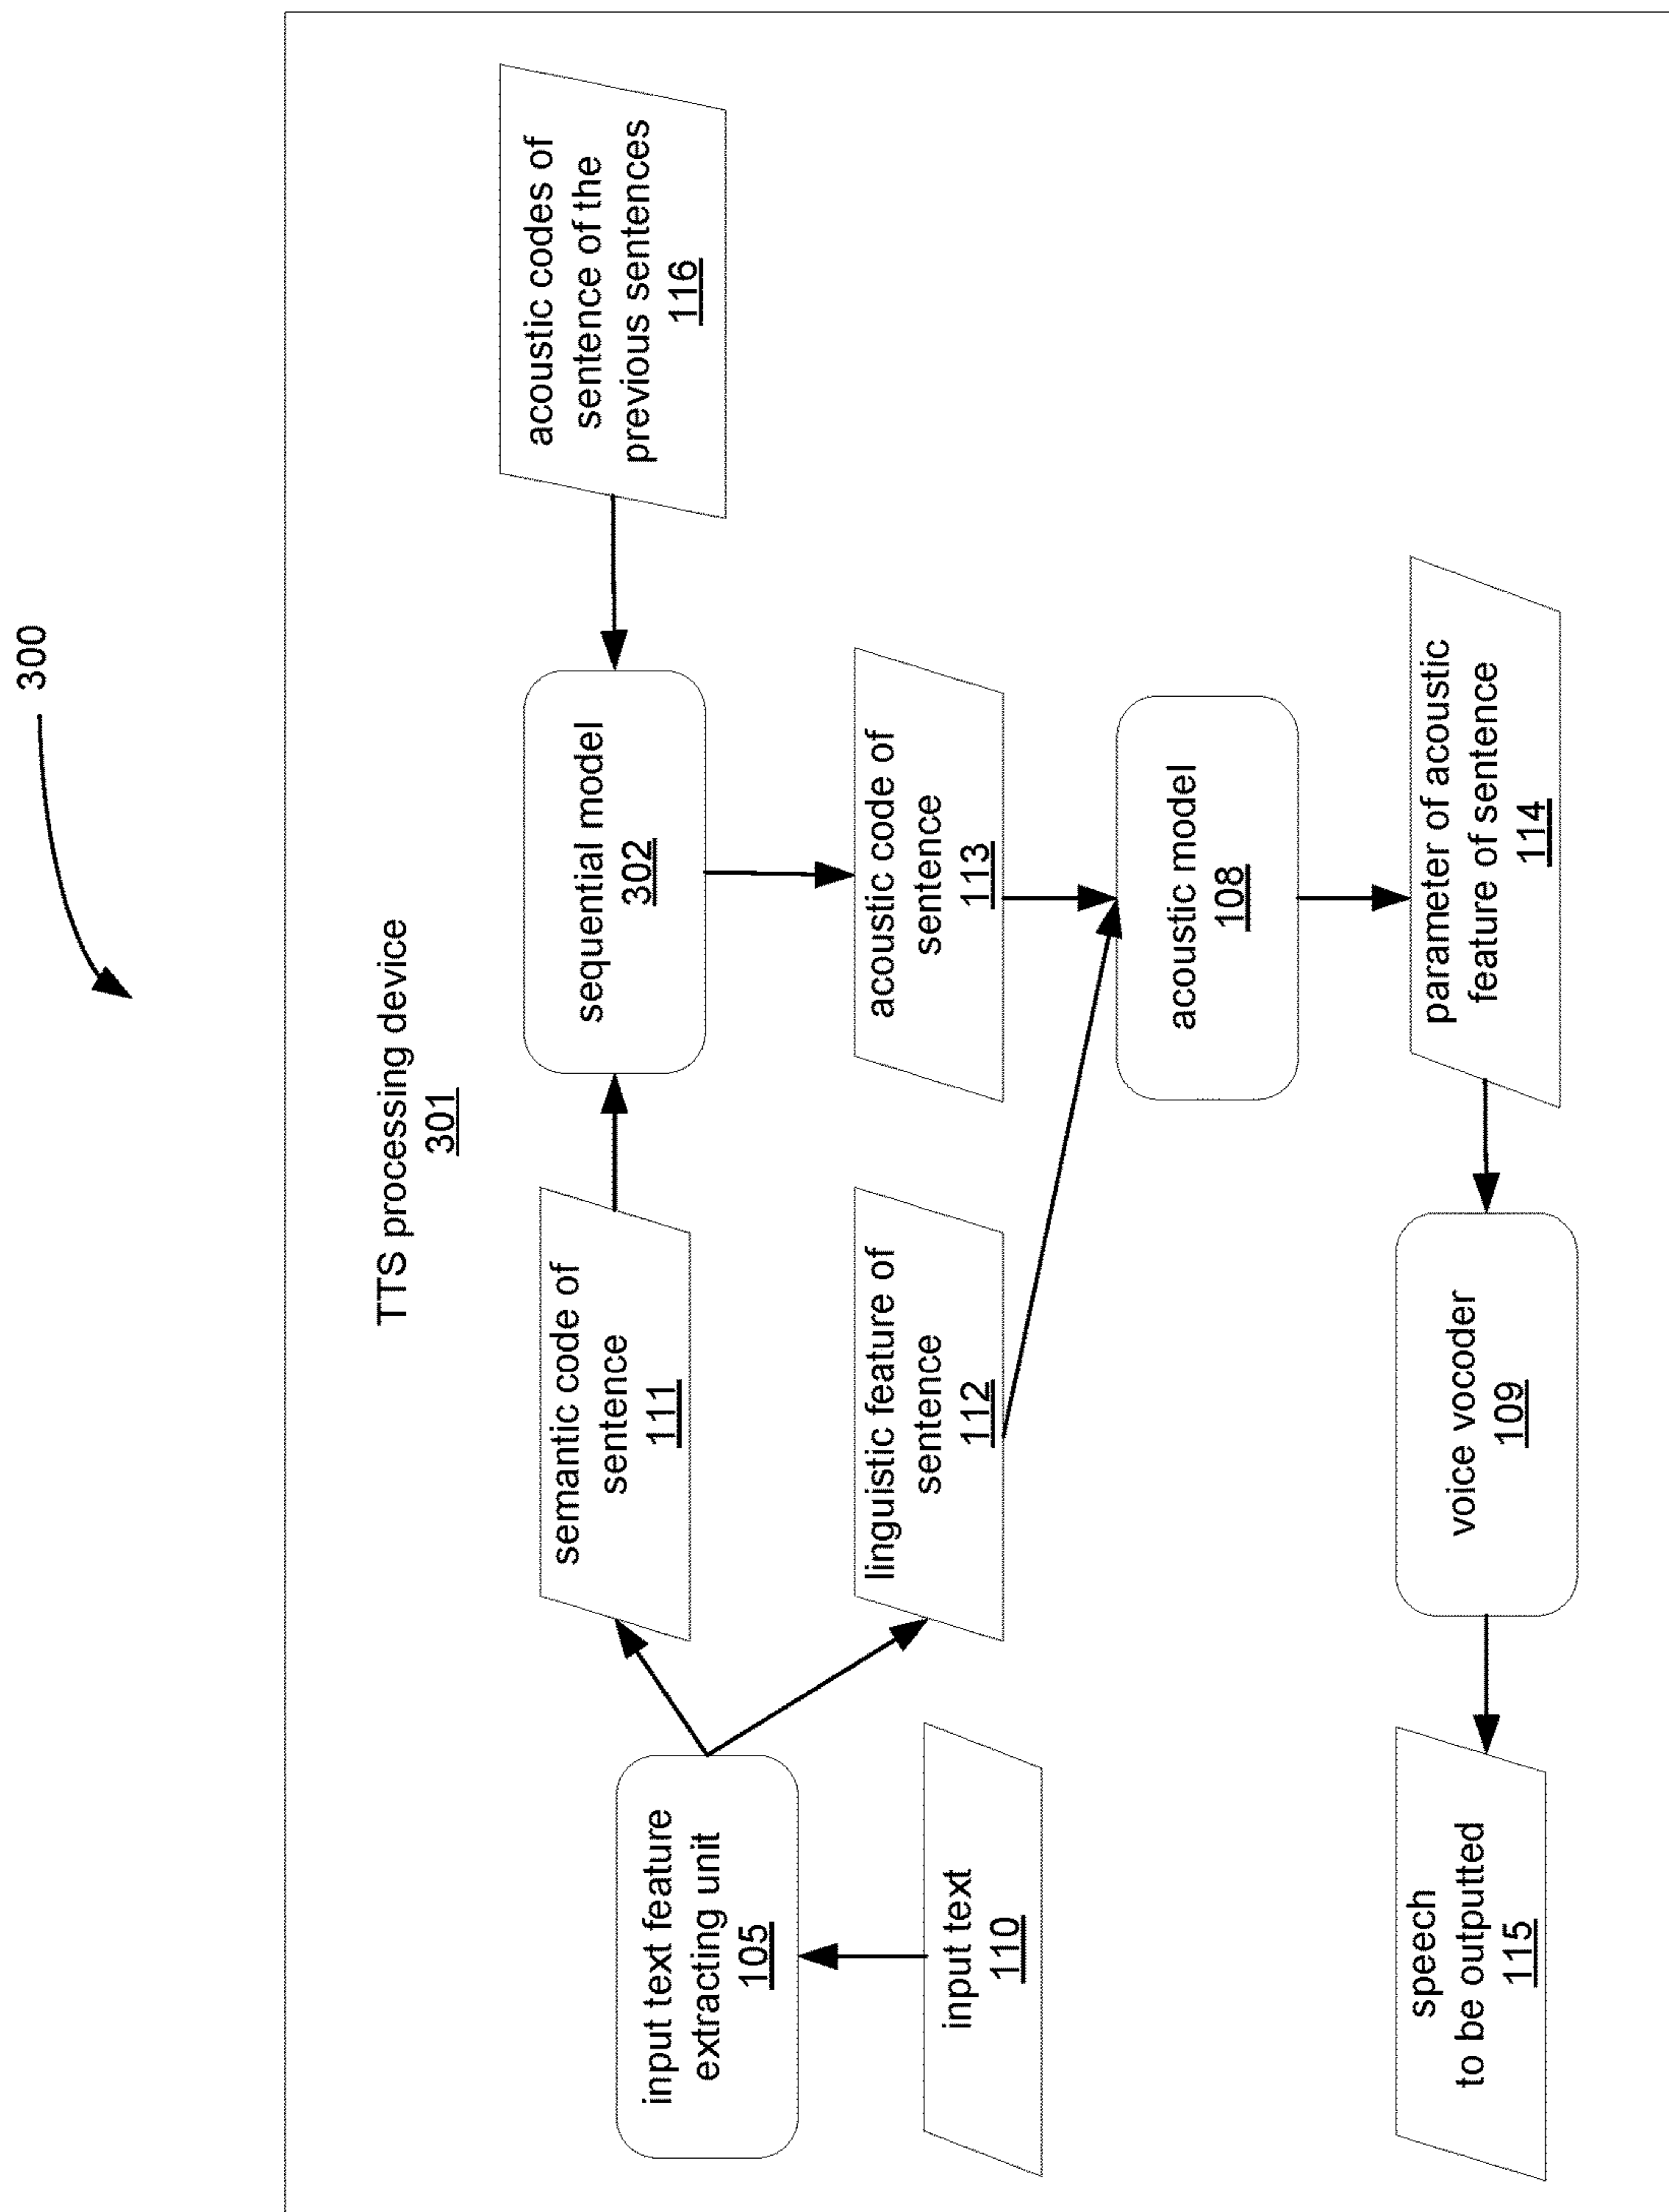 300
TTS processing device
301
input text feature
extracting unit
105
input text
110
semantic code of
sentence
111
linguistic feature of
sentence
112
sequential model
302
acoustic codes of
sentence of the
previous sentences
116
acoustic code of
sentence
113
acoustic model
108
parameter of acoustic
feature of sentence
114
voice vocoder
109
speech
to be outputted
115